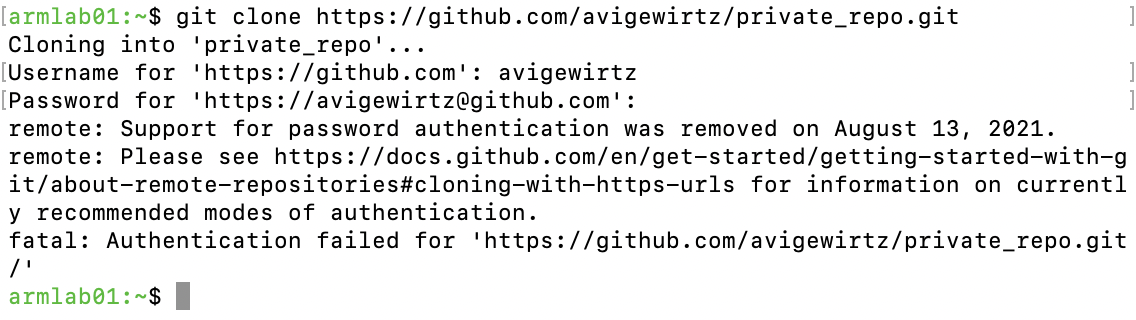 [armlab01:~$ git clone https://github.com/avigewirtz/private_repo.git ]
Cloning into 'private_repo'...
[Username for 'https://github.com': avigewirtz ]
[Password for 'https://avigewirtz@github.com': ]
remote: Support for password authentication was removed on August 13, 2021.
remote: Please see https://docs.github.com/en/get-started/getting-started-with-g
it/about-remote-repositories#cloning-with-https-urls for information on currentl
y recommended modes of authentication.
fatal: Authentication failed for 'https://github.com/avigewirtz/private_repo.git
/'
armlab01:~$